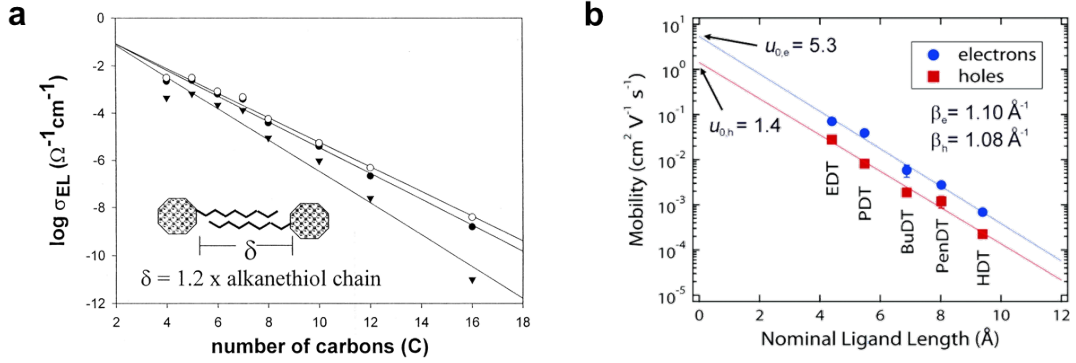 a
0
-2
-4
-6
-8
-10
-12
log σEL (Ω-1cm-1)
δ
δ = 1.2 x alkanethiol chain
2 4 6 8 10 12 14 16 18
number of carbons (C)
b
10¹
10⁰
10⁻¹
10⁻²
10⁻³
10⁻⁴
10⁻⁵
Mobility (cm² V⁻¹ s⁻¹)
u0,e = 5.3
u0,h = 1.4
electrons
holes
βe = 1.10 Å⁻¹
βh = 1.08 Å⁻¹
EDT
PDT
BuDT
PenDT
HDT
0 2 4 6 8 10 12
Nominal Ligand Length (Å)